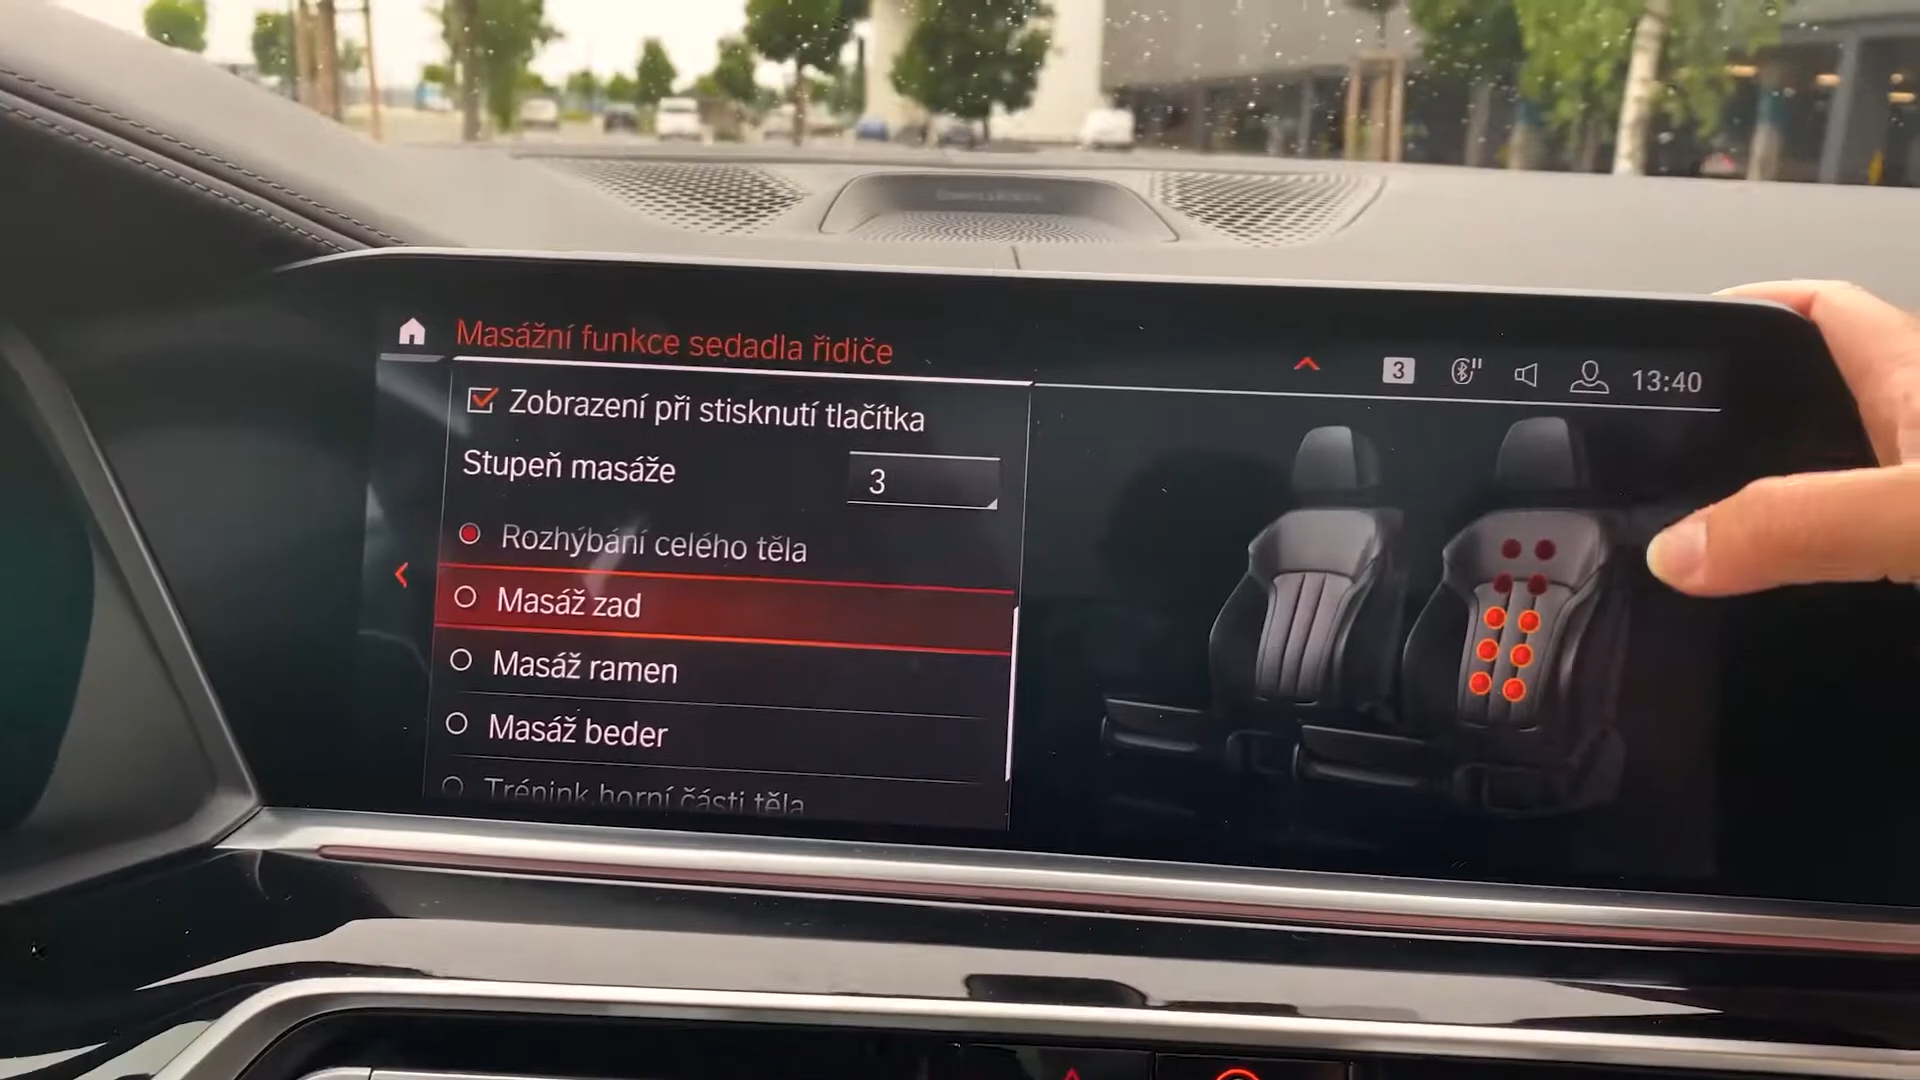 Masážní funkce sedadla řidiče
3
13:40
Zobrazení při stisknutí tlačítka
Stupeň masáže
3
Rozhýbání celého těla
Masáž zad
Masáž ramen
Masáž beder
Trénink horní části těla